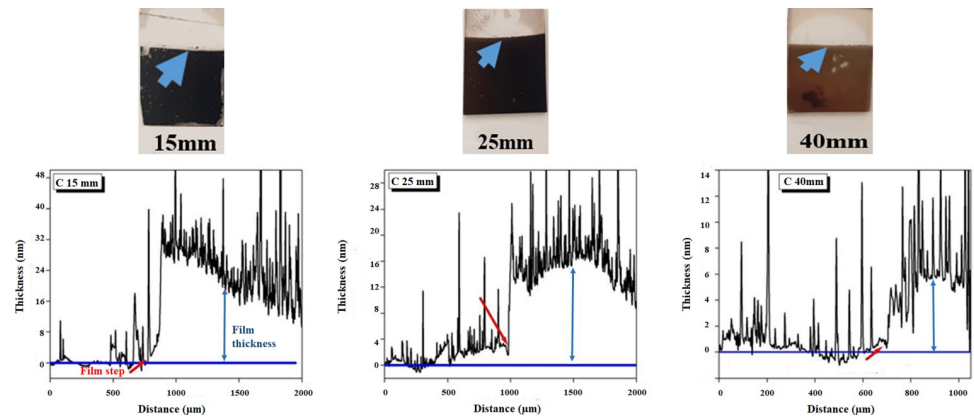 15mm
25mm
40mm
C 15 mm
Thickness (nm)
48
40
32
24
16
8
0
Film
thickness
Film step
0
500
1000
1500
2000
Distance (µm)
C 25 mm
Thickness (nm)
28
24
20
16
12
8
4
0
0
500
1000
1500
2000
Distance (µm)
C 40mm
Thickness (nm)
14
12
10
8
6
4
2
0
-2
0
200
400
600
800
1000
Distance (µm)